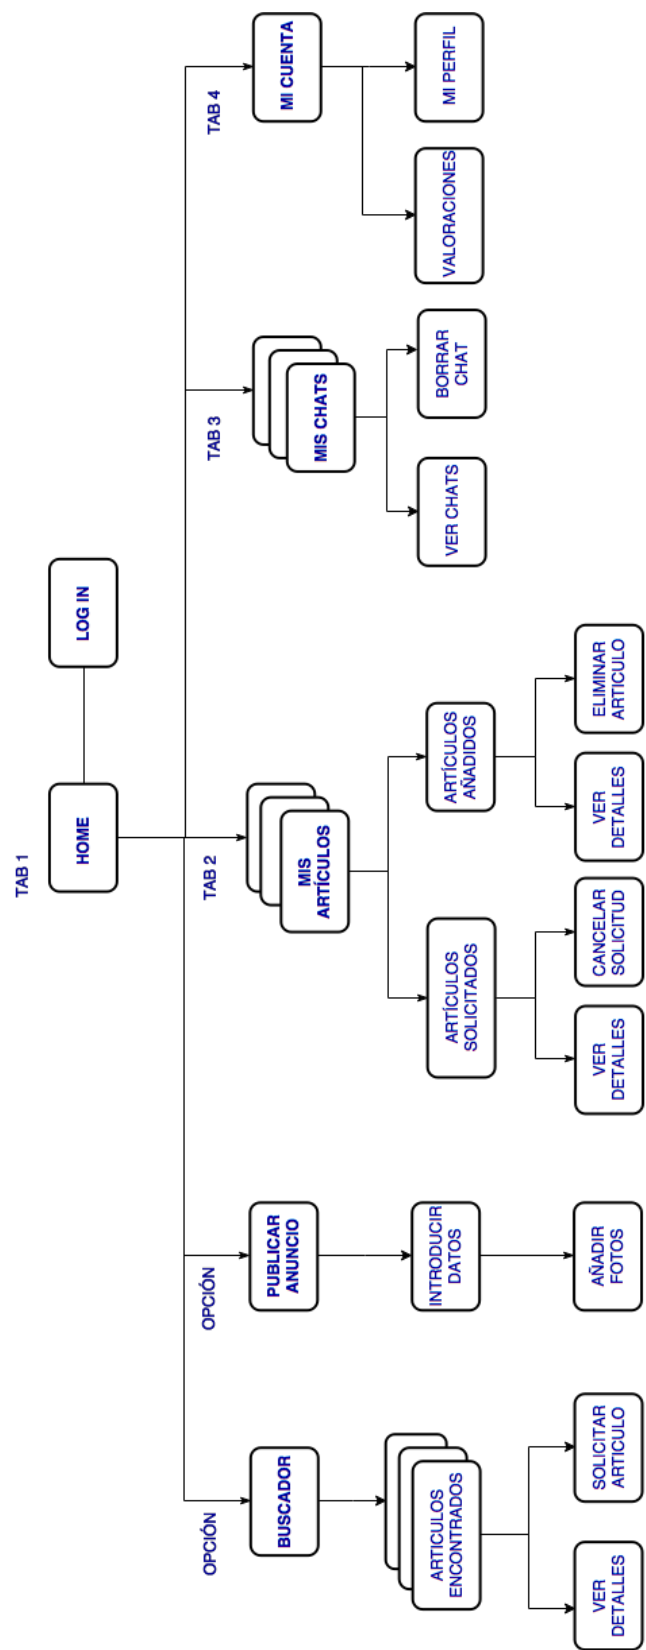 TAB 1
HOME
LOG IN
OPCIÓN
OPCIÓN
TAB 2
TAB 3
TAB 4
BUSCADOR
PUBLICAR
ANUNCIO
MIS
ARTÍCULOS
MIS CHATS
MI CUENTA
ARTICULOS
ENCONTRADOS
INTRODUCIR
DATOS
ARTÍCULOS
SOLICITADOS
ARTÍCULOS
AÑADIDOS
VER CHATS
BORRAR
CHAT
VALORACIONES
MI PERFIL
VER
DETALLES
SOLICITAR
ARTICULO
AÑADIR
FOTOS
VER
DETALLES
CANCELAR
SOLICITUD
VER
DETALLES
ELIMINAR
ARTICULO